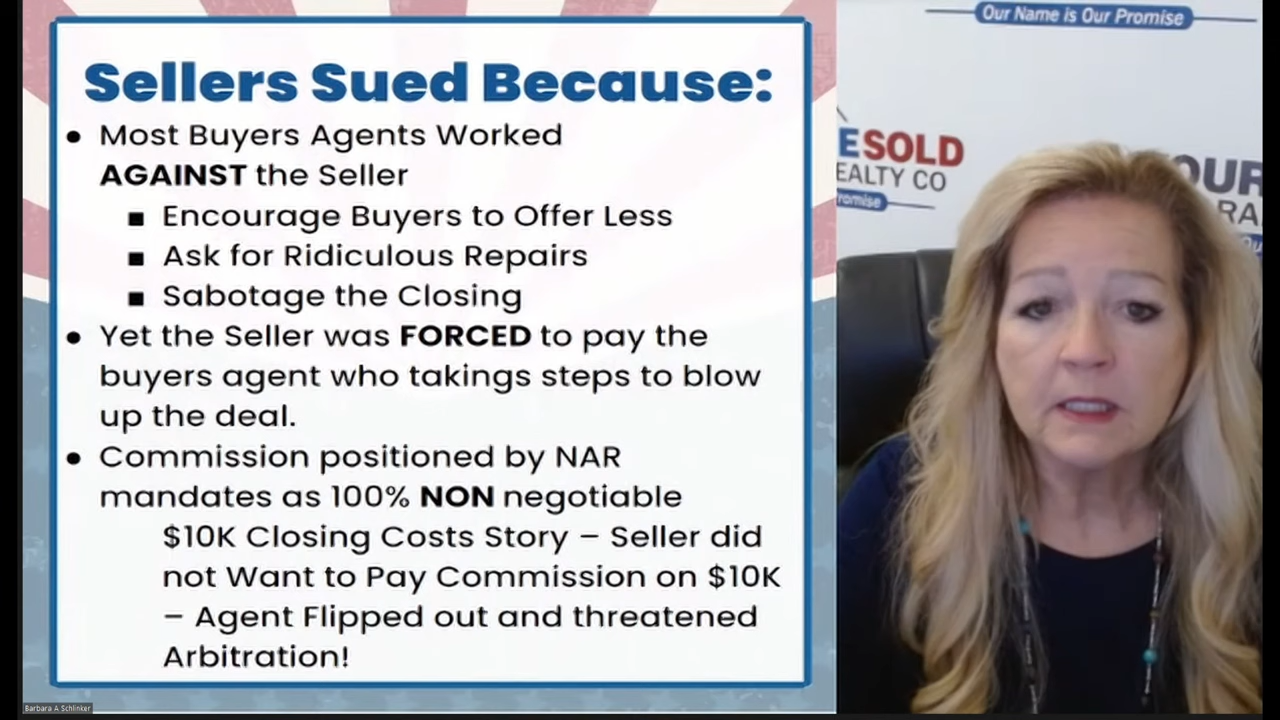 Sellers Sued Because:
● Most Buyers Agents Worked
AGAINST the Seller
■ Encourage Buyers to Offer Less
■ Ask for Ridiculous Repairs
■ Sabotage the Closing
● Yet the Seller was FORCED to pay the
buyers agent who takings steps to blow
up the deal.
● Commission positioned by NAR
mandates as 100% NON negotiable
$10K Closing Costs Story – Seller did
not Want to Pay Commission on $10K
– Agent Flipped out and threatened
Arbitration!
Our Name is Our Promise
ESOLD
EALTY CO
romise
OUR
RA
Barbara A Schlinker